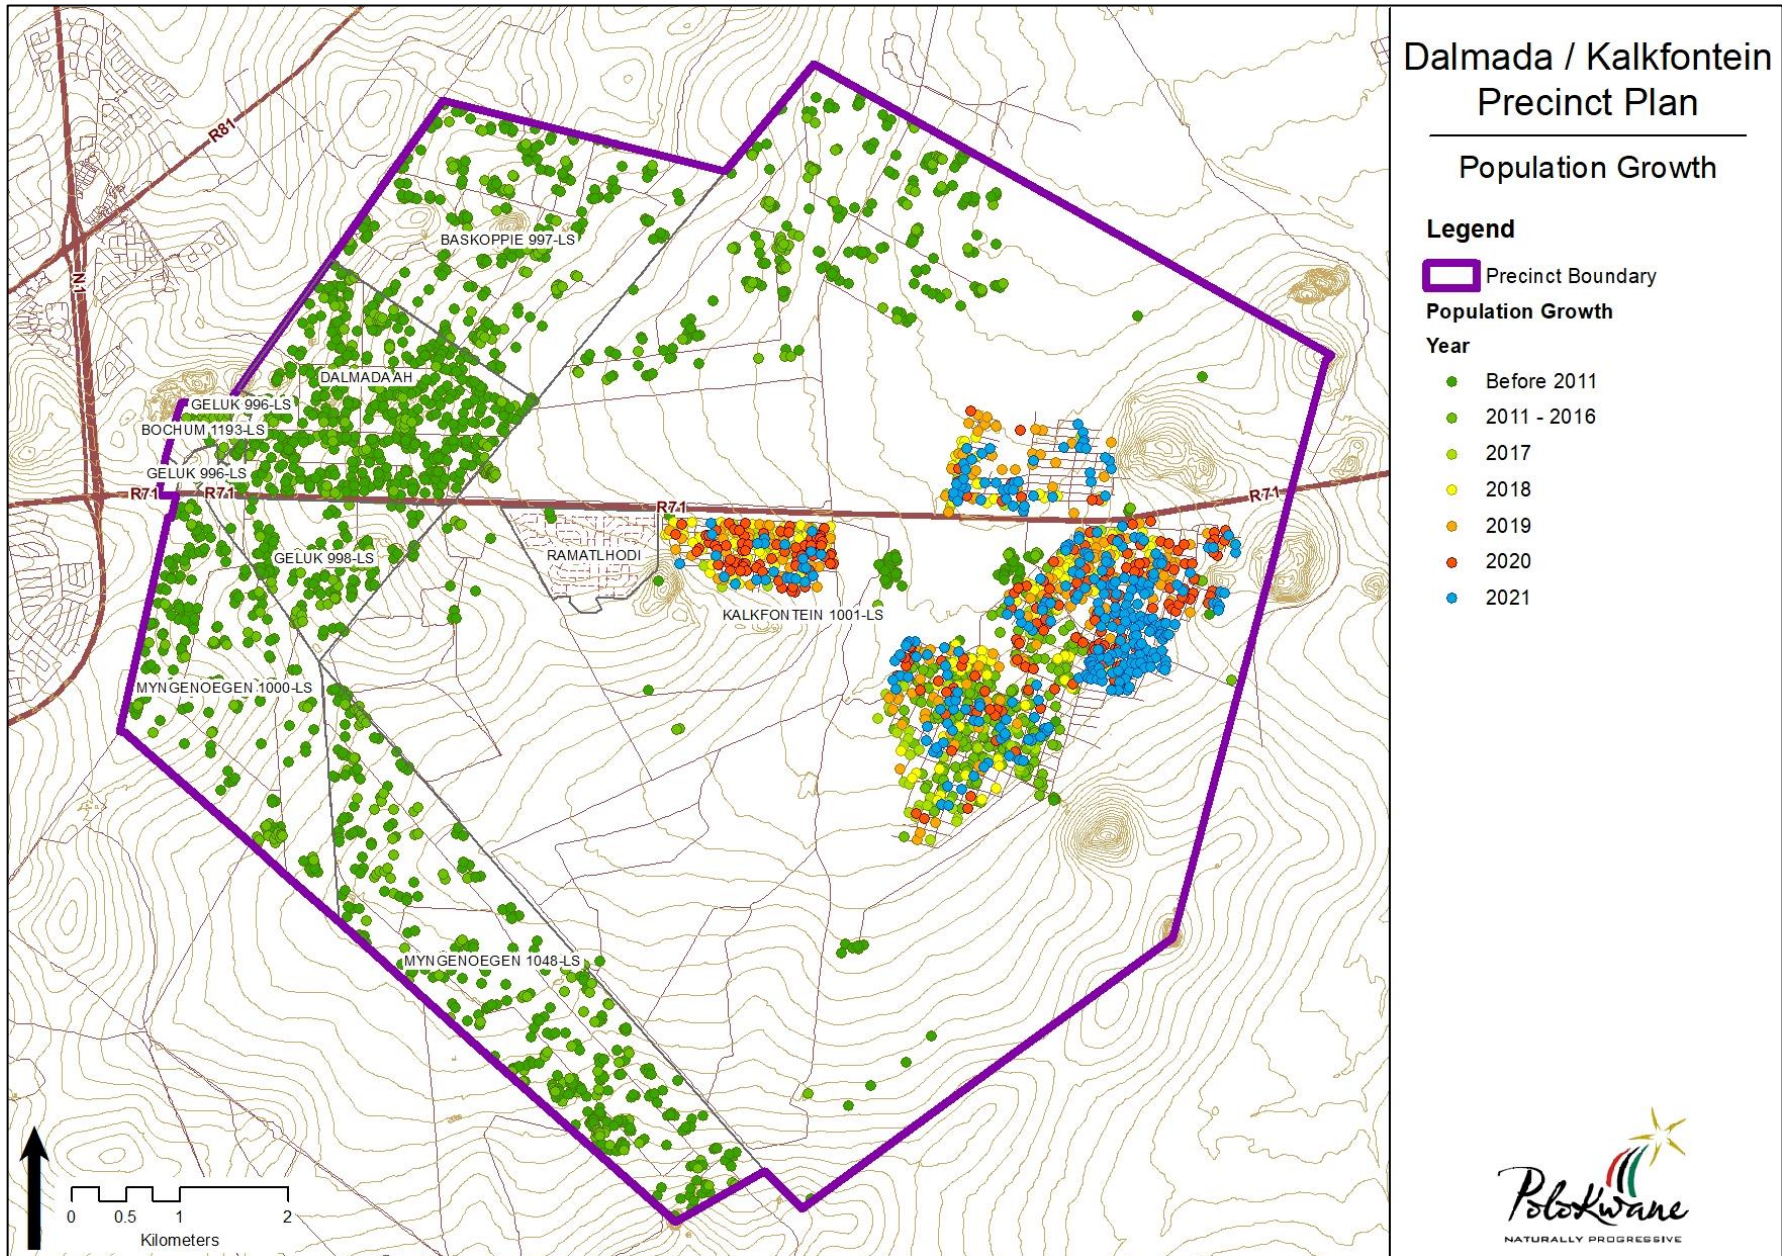 R81
N1
BASKOPPIE 997-LS
DALMADA AH
GELUK 996-LS
BOCHUM 1193-LS
GELUK 996-LS
R71
R71
R71
R71
RAMATLHODI
GELUK 998-LS
KALKFONTEIN 1001-LS
MYNGENOEGEN 1000-LS
MYNGENOEGEN 1048-LS
0 0.5 1 2
Kilometers
Dalmada / Kalkfontein
Precinct Plan
Population Growth
Legend
Precinct Boundary
Population Growth
Year
Before 2011
2011 - 2016
2017
2018
2019
2020
2021
Polokwane
NATURALLY PROGRESSIVE